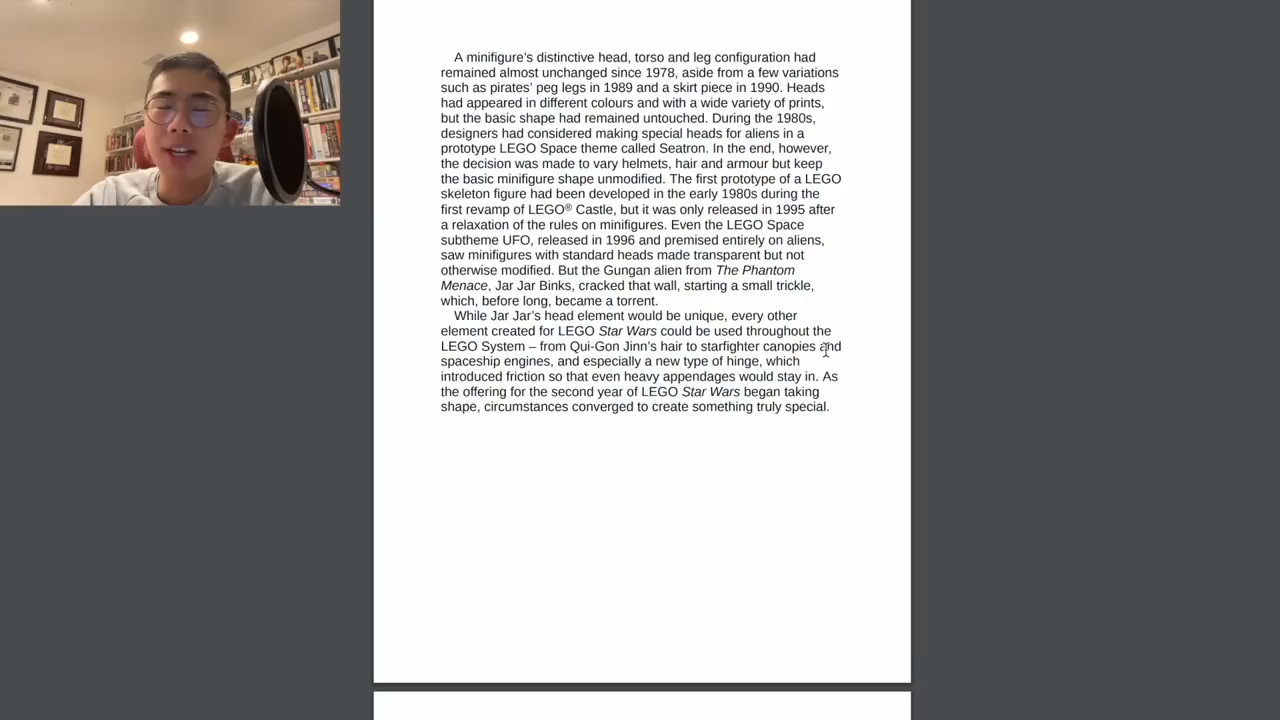 A minifigure’s distinctive head, torso and leg configuration had
remained almost unchanged since 1978, aside from a few variations
such as pirates’ peg legs in 1989 and a skirt piece in 1990. Heads
had appeared in different colours and with a wide variety of prints,
but the basic shape had remained untouched. During the 1980s,
designers had considered making special heads for aliens in a
prototype LEGO Space theme called Seatron. In the end, however,
the decision was made to vary helmets, hair and armour but keep
the basic minifigure shape unmodified. The first prototype of a LEGO
skeleton figure had been developed in the early 1980s during the
first revamp of LEGO® Castle, but it was only released in 1995 after
a relaxation of the rules on minifigures. Even the LEGO Space
subtheme UFO, released in 1996 and premised entirely on aliens,
saw minifigures with standard heads made transparent but not
otherwise modified. But the Gungan alien from The Phantom
Menace, Jar Jar Binks, cracked that wall, starting a small trickle,
which, before long, became a torrent.
While Jar Jar’s head element would be unique, every other
element created for LEGO Star Wars could be used throughout the
LEGO System – from Qui-Gon Jinn’s hair to starfighter canopies and
spaceship engines, and especially a new type of hinge, which
introduced friction so that even heavy appendages would stay in. As
the offering for the second year of LEGO Star Wars began taking
shape, circumstances converged to create something truly special.